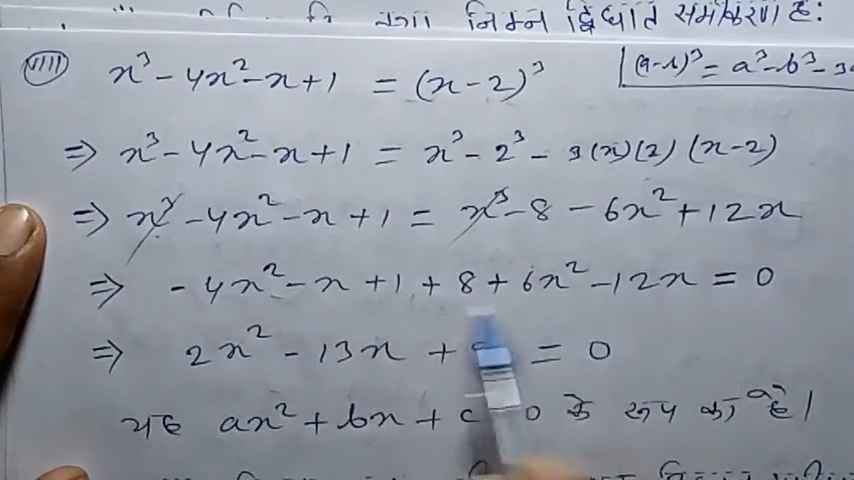 निम्न द्विघात समीकरण है:
(viii) x³ - 4x² - x + 1 = (x - 2)³ (a-b)³ = a³ - b³ - 3
⇒ x³ - 4x² - x + 1 = x³ - 2³ - 3(x)(2)(x-2)
⇒ x³ - 4x² - x + 1 = x³ - 8 - 6x² + 12x
⇒ -4x² - x + 1 + 8 + 6x² - 12x = 0
⇒ 2x² - 13x + = 0
यह ax² + bx + c 0 के रूप का है।